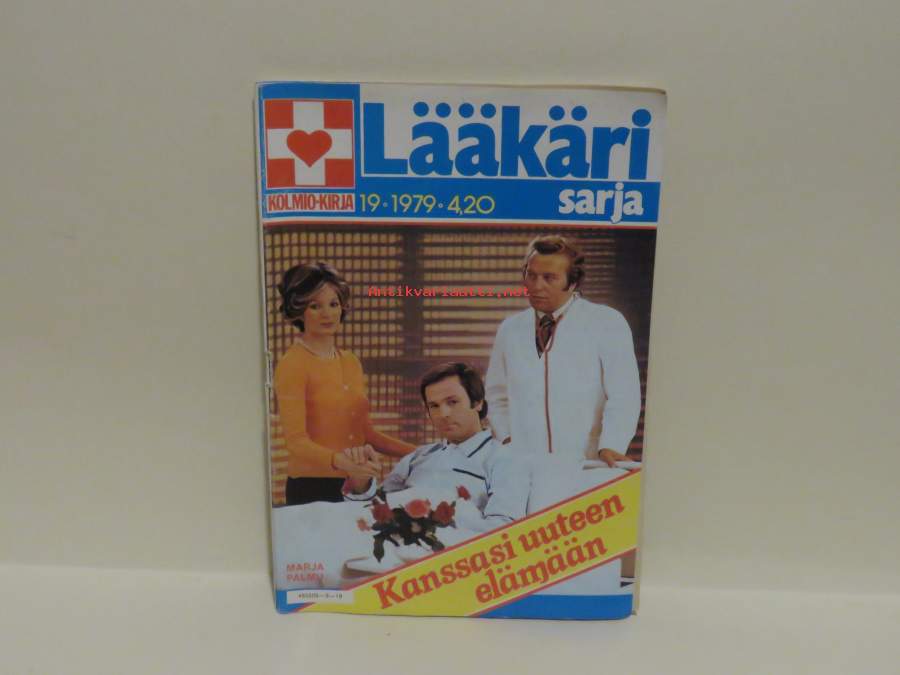 Lääkäri
sarja
KOLMIO-KIRJA
19 • 1979 • 4,20
Antikvariaatti.net
Kanssasi uuteen
elämään
MARJA
PALMU